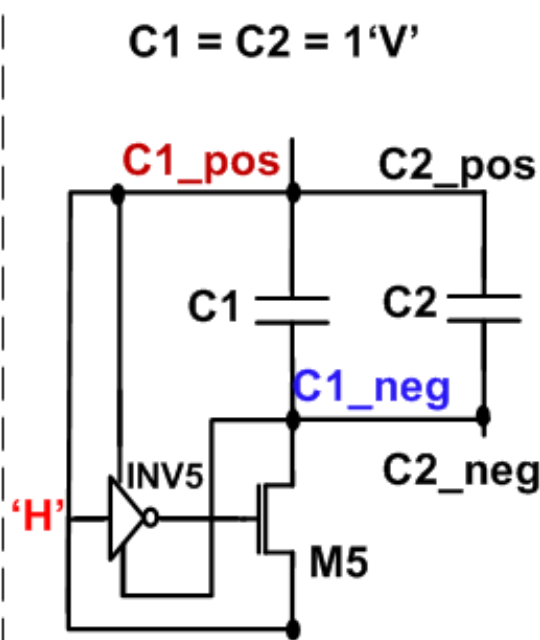 C1 = C2 = 1‘V’
C1_pos
C2_pos
C1
C2
C1_neg
C2_neg
INV5
‘H’
M5